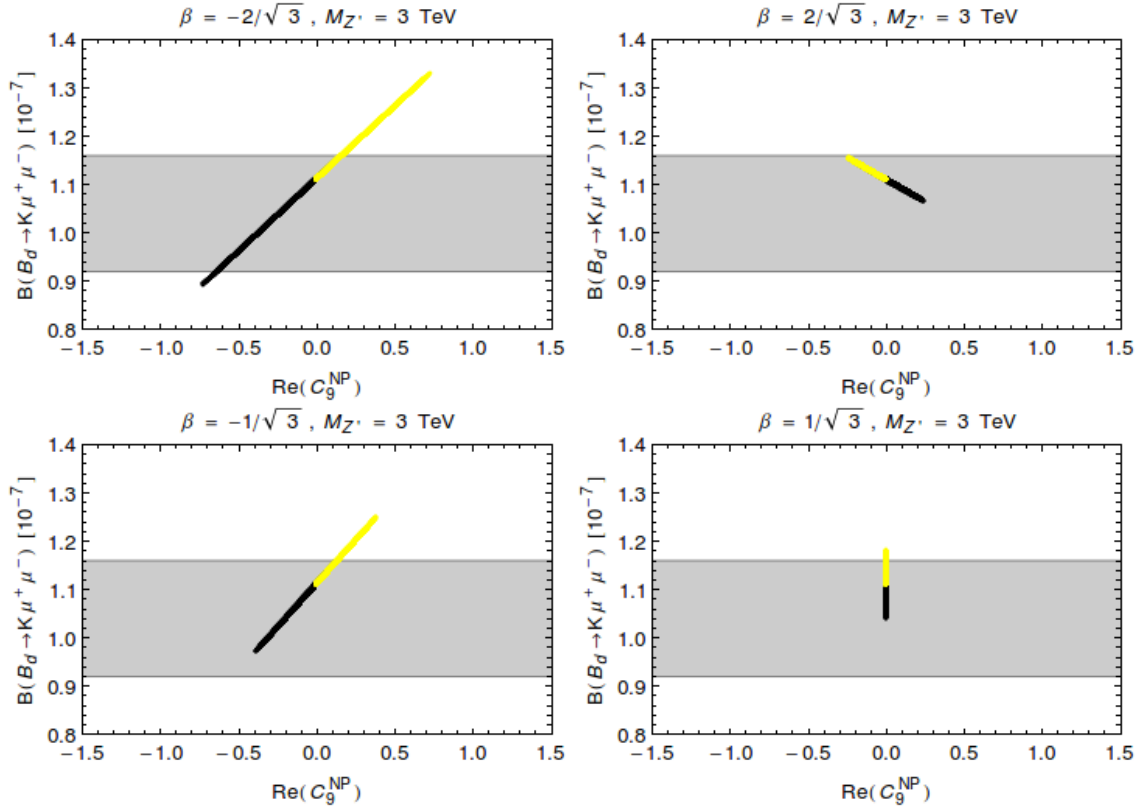 β = −2/√3 , M_Z' = 3 TeV
B(B_d→Kμ⁺μ⁻) [10⁻⁷]
1.4
1.3
1.2
1.1
1.0
0.9
0.8
−1.5 −1.0 −0.5 0.0 0.5 1.0 1.5
Re(C₉^NP)
β = 2/√3 , M_Z' = 3 TeV
B(B_d→Kμ⁺μ⁻) [10⁻⁷]
1.4
1.3
1.2
1.1
1.0
0.9
0.8
−1.5 −1.0 −0.5 0.0 0.5 1.0 1.5
Re(C₉^NP)
β = −1/√3 , M_Z' = 3 TeV
B(B_d→Kμ⁺μ⁻) [10⁻⁷]
1.4
1.3
1.2
1.1
1.0
0.9
0.8
−1.5 −1.0 −0.5 0.0 0.5 1.0 1.5
Re(C₉^NP)
β = 1/√3 , M_Z' = 3 TeV
B(B_d→Kμ⁺μ⁻) [10⁻⁷]
1.4
1.3
1.2
1.1
1.0
0.9
0.8
−1.5 −1.0 −0.5 0.0 0.5 1.0 1.5
Re(C₉^NP)